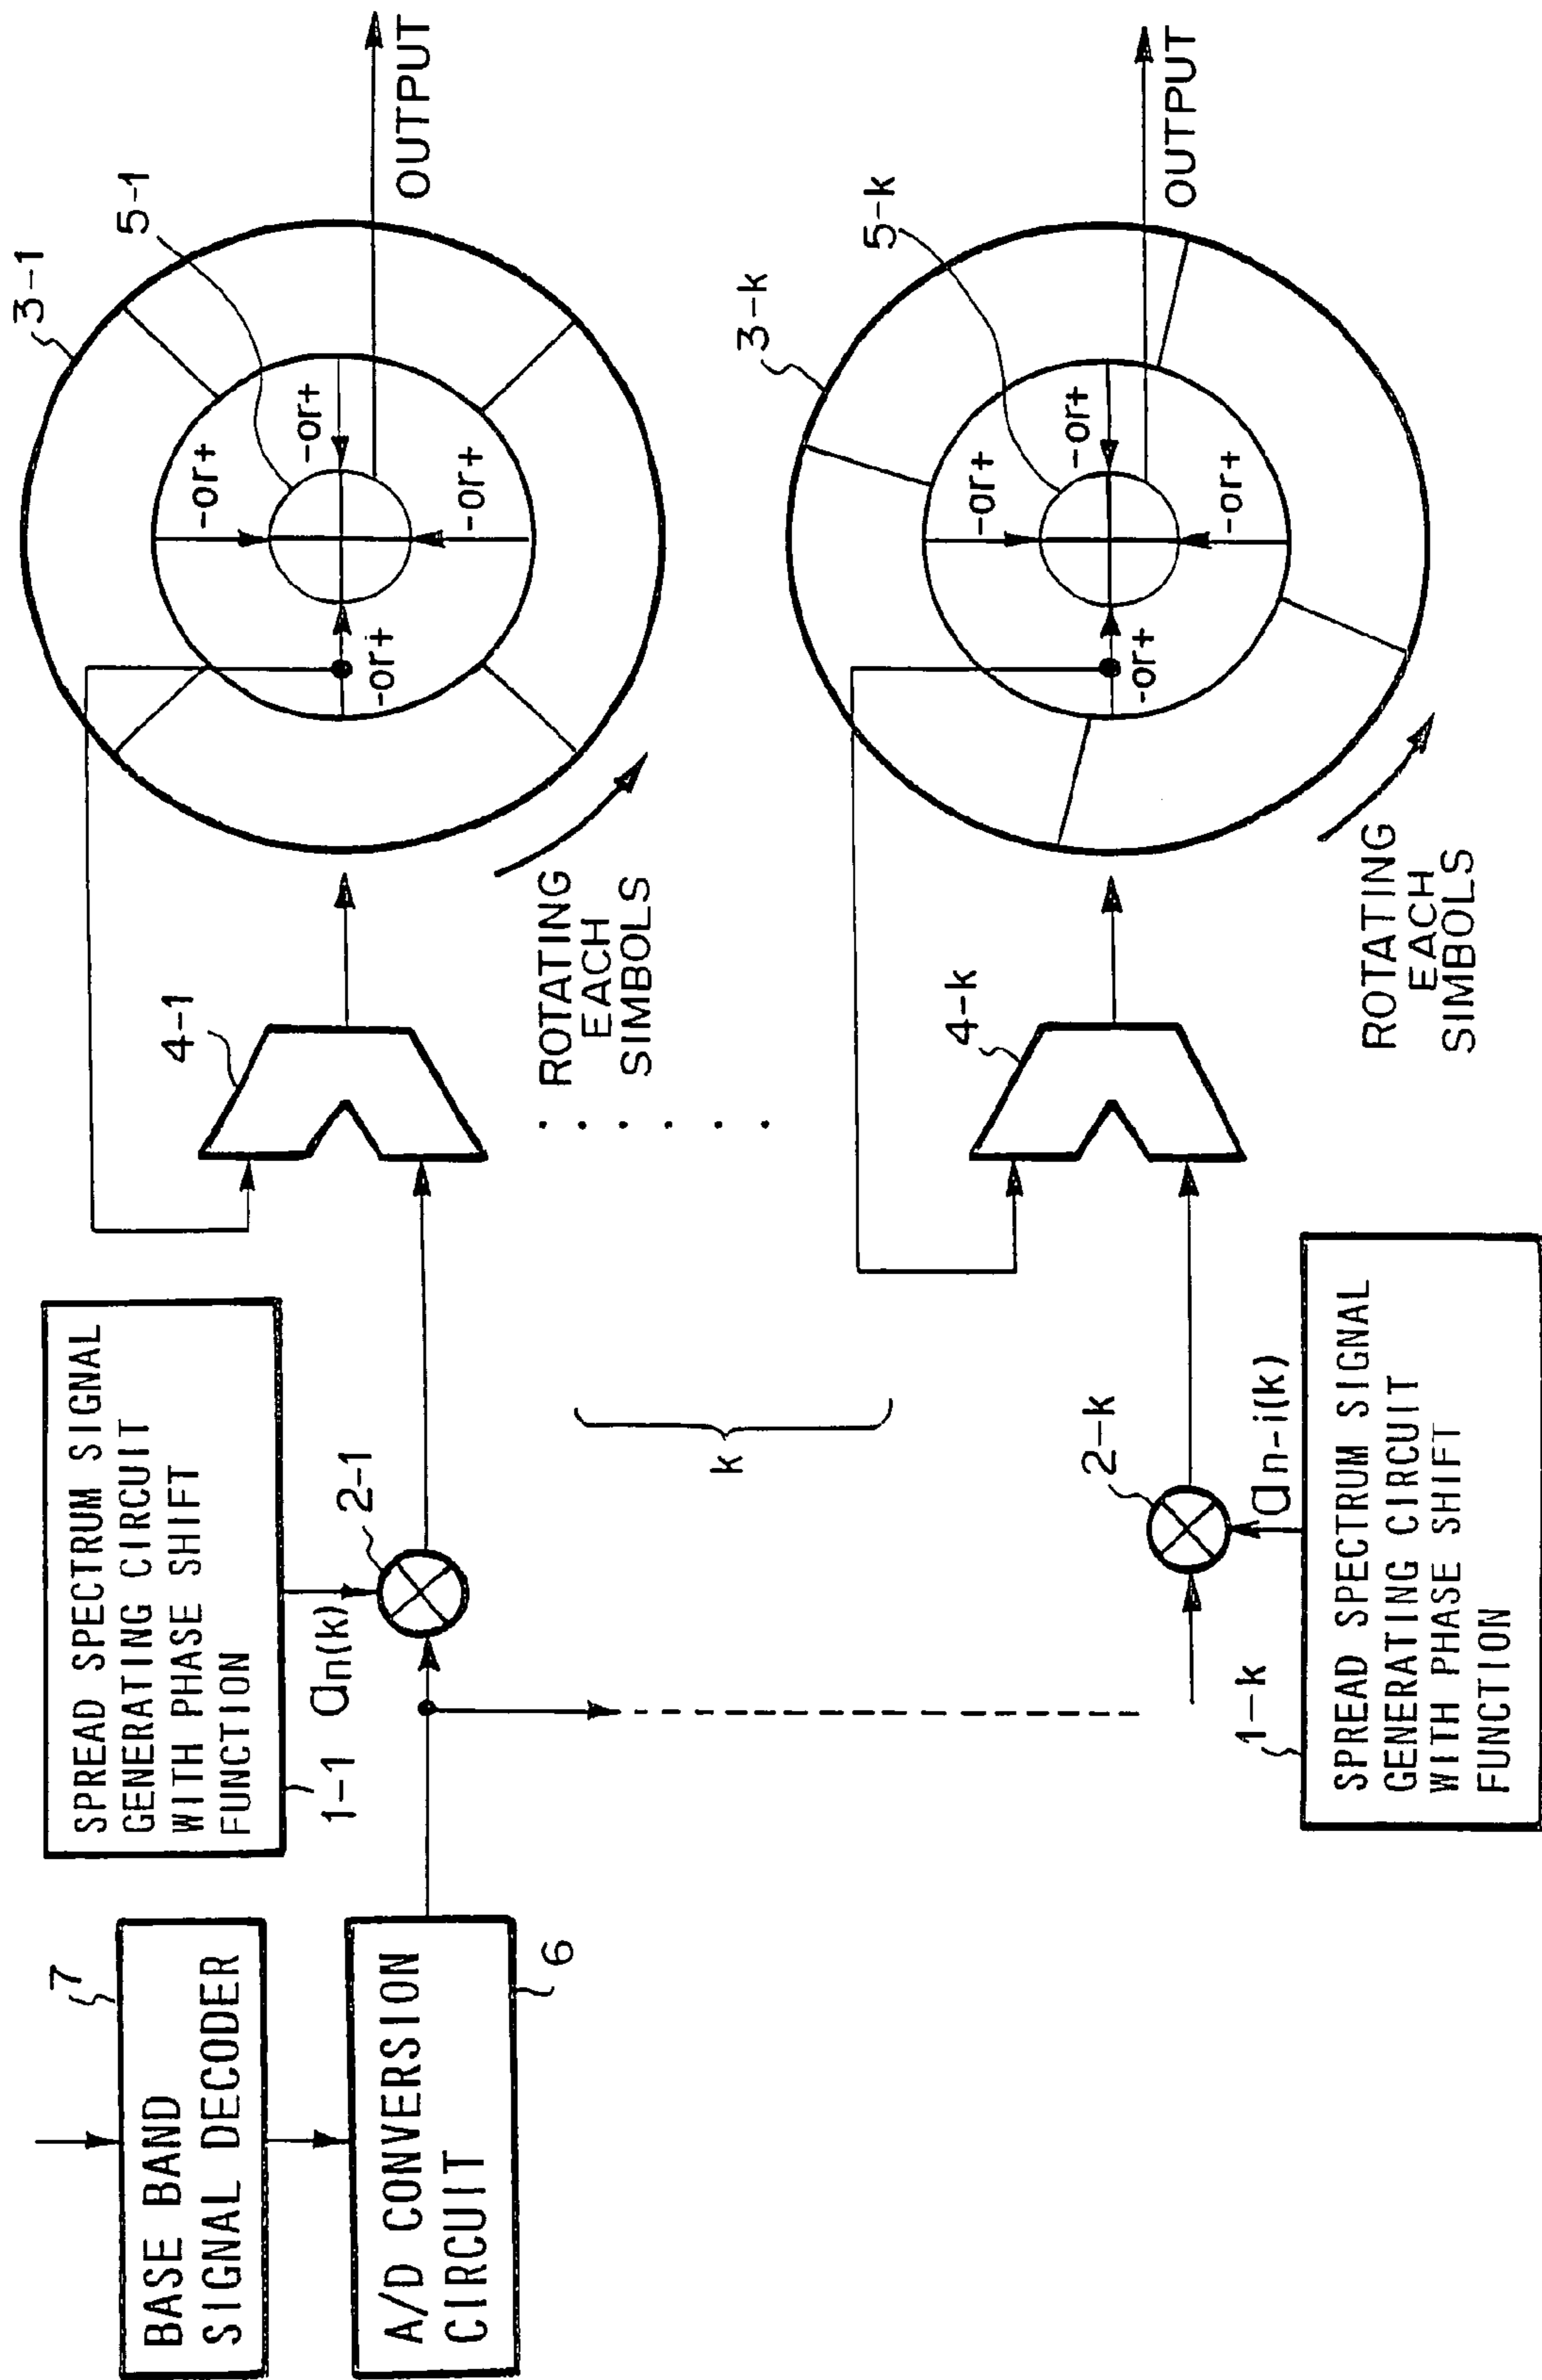 7
BASE BAND
SIGNAL DECODER
A/D CONVERSION
CIRCUIT
6
SPREAD SPECTRUM SIGNAL
GENERATING CIRCUIT
WITH PHASE SHIFT
FUNCTION
1-1
an(k)
2-1
4-1
ROTATING
EACH
SIMBOLS
3-1
5-1
-or+
-or+
-or+
-or+
OUTPUT
k
2-k
an-i(k)
1-k
SPREAD SPECTRUM SIGNAL
GENERATING CIRCUIT
WITH PHASE SHIFT
FUNCTION
4-k
ROTATING
EACH
SIMBOLS
3-k
5-k
-or+
-or+
-or+
-or+
OUTPUT